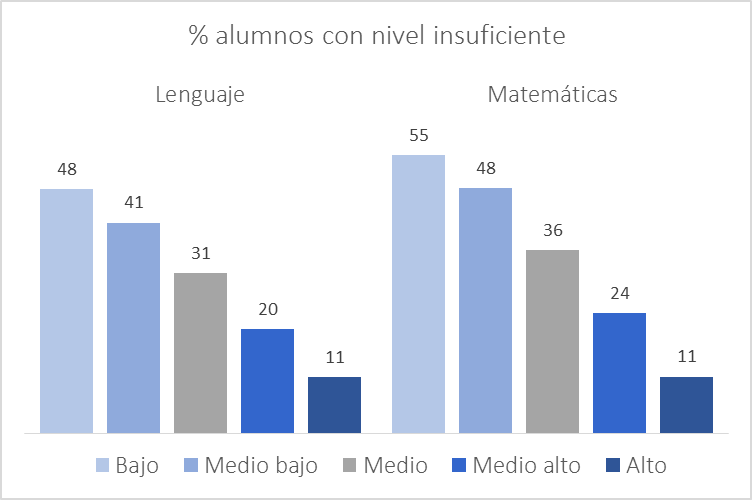 % alumnos con nivel insuficiente
Lenguaje
Matemáticas
48
41
31
20
11
55
48
36
24
11
Bajo
Medio bajo
Medio
Medio alto
Alto